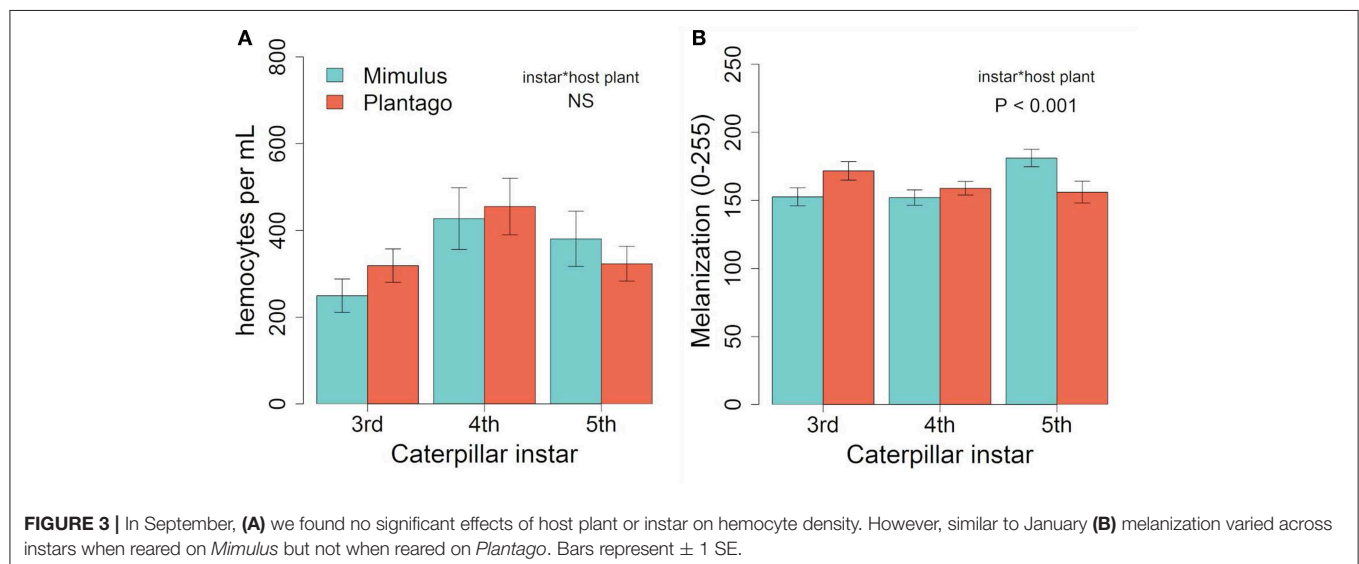 A
800
600
400
200
0
hemocytes per mL
Mimulus
Plantago
instar*host plant
NS
3rd 4th 5th
Caterpillar instar
B
250
200
150
100
50
0
Melanization (0-255)
instar*host plant
P < 0.001
3rd 4th 5th
Caterpillar instar
FIGURE 3 | In September, (A) we found no significant effects of host plant or instar on hemocyte density. However, similar to January (B) melanization varied across
instars when reared on Mimulus but not when reared on Plantago. Bars represent ± 1 SE.